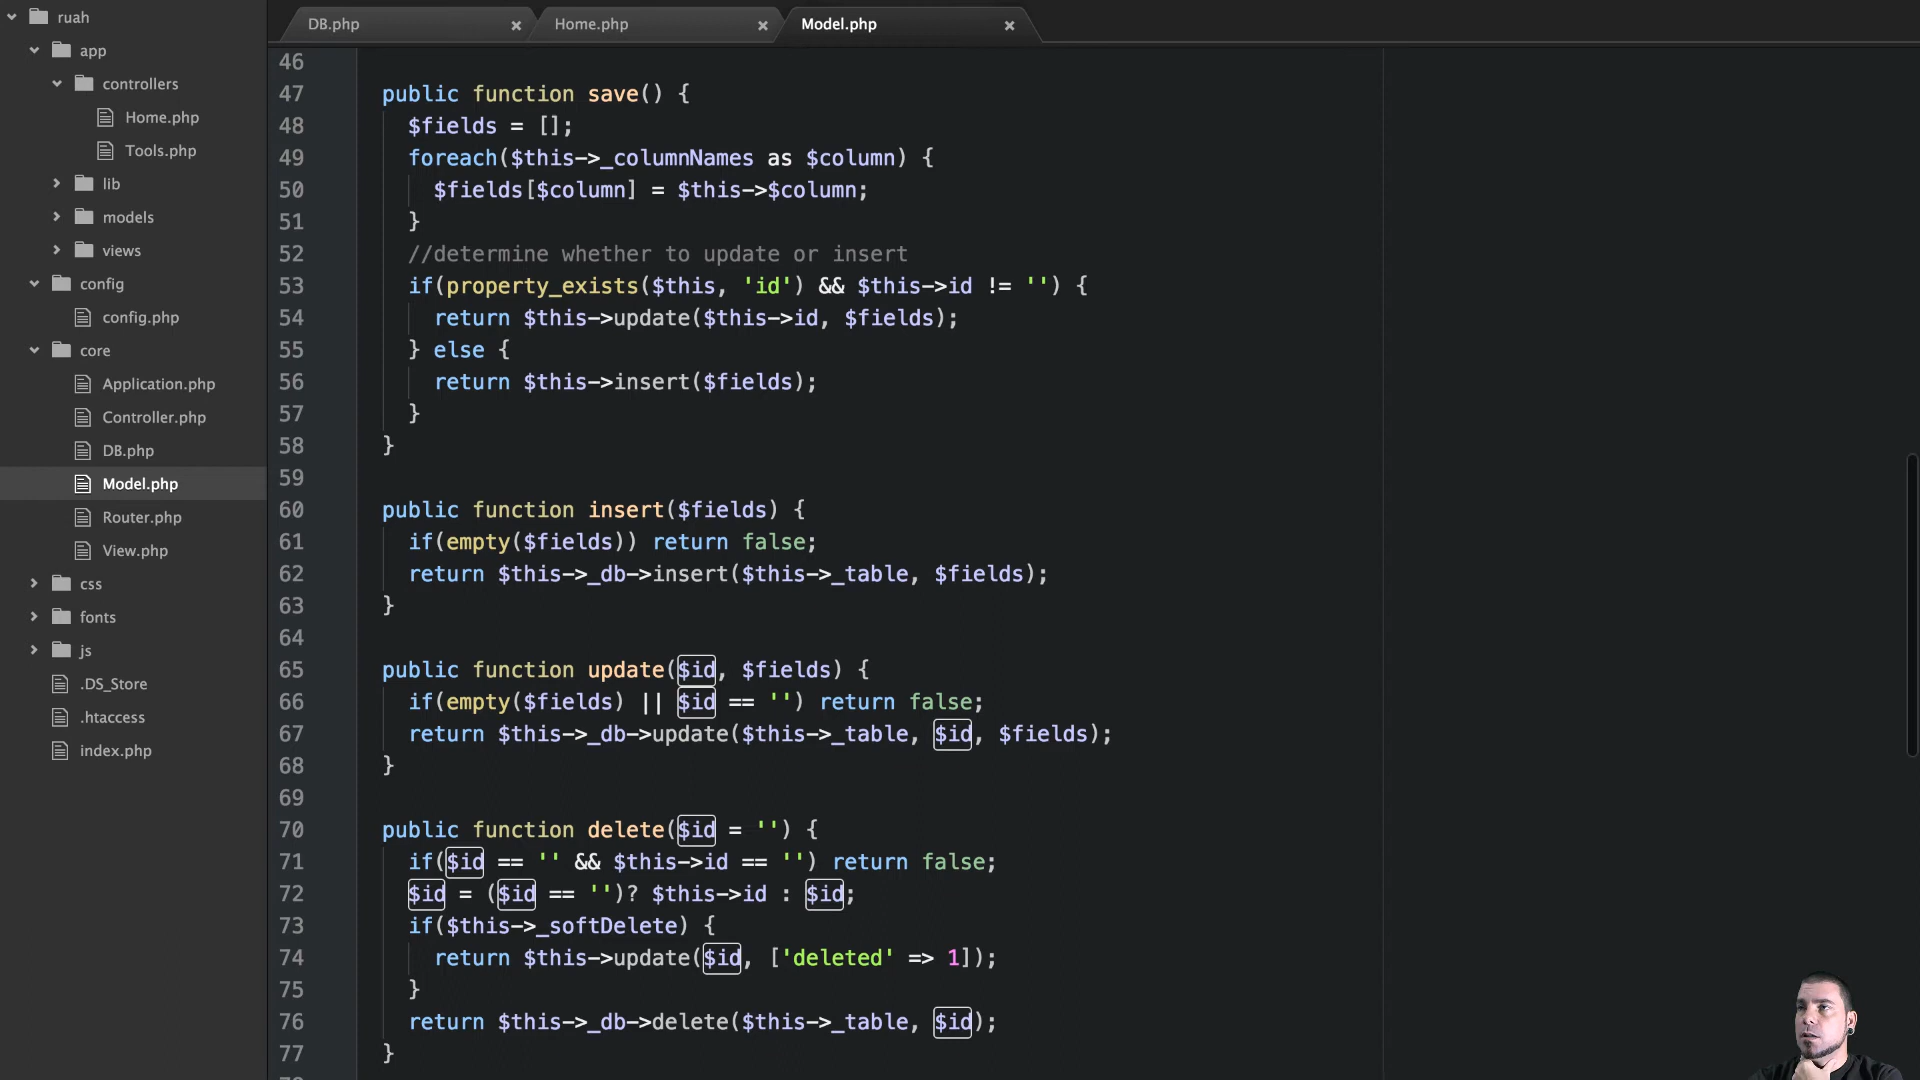 ruah
app
controllers
Home.php
Tools.php
lib
models
views
config
config.php
core
Application.php
Controller.php
DB.php
Model.php
Router.php
View.php
css
fonts
js
.DS_Store
.htaccess
index.php
DB.php × Home.php × Model.php ×
46
47 public function save() {
48 $fields = [];
49 foreach($this->_columnNames as $column) {
50 $fields[$column] = $this->$column;
51 }
52 //determine whether to update or insert
53 if(property_exists($this, 'id') && $this->id != '') {
54 return $this->update($this->id, $fields);
55 } else {
56 return $this->insert($fields);
57 }
58 }
59
60 public function insert($fields) {
61 if(empty($fields)) return false;
62 return $this->_db->insert($this->_table, $fields);
63 }
64
65 public function update($id, $fields) {
66 if(empty($fields) || $id == '') return false;
67 return $this->_db->update($this->_table, $id, $fields);
68 }
69
70 public function delete($id = '') {
71 if($id == '' && $this->id == '') return false;
72 $id = ($id == '')? $this->id : $id;
73 if($this->_softDelete) {
74 return $this->update($id, ['deleted' => 1]);
75 }
76 return $this->_db->delete($this->_table, $id);
77 }